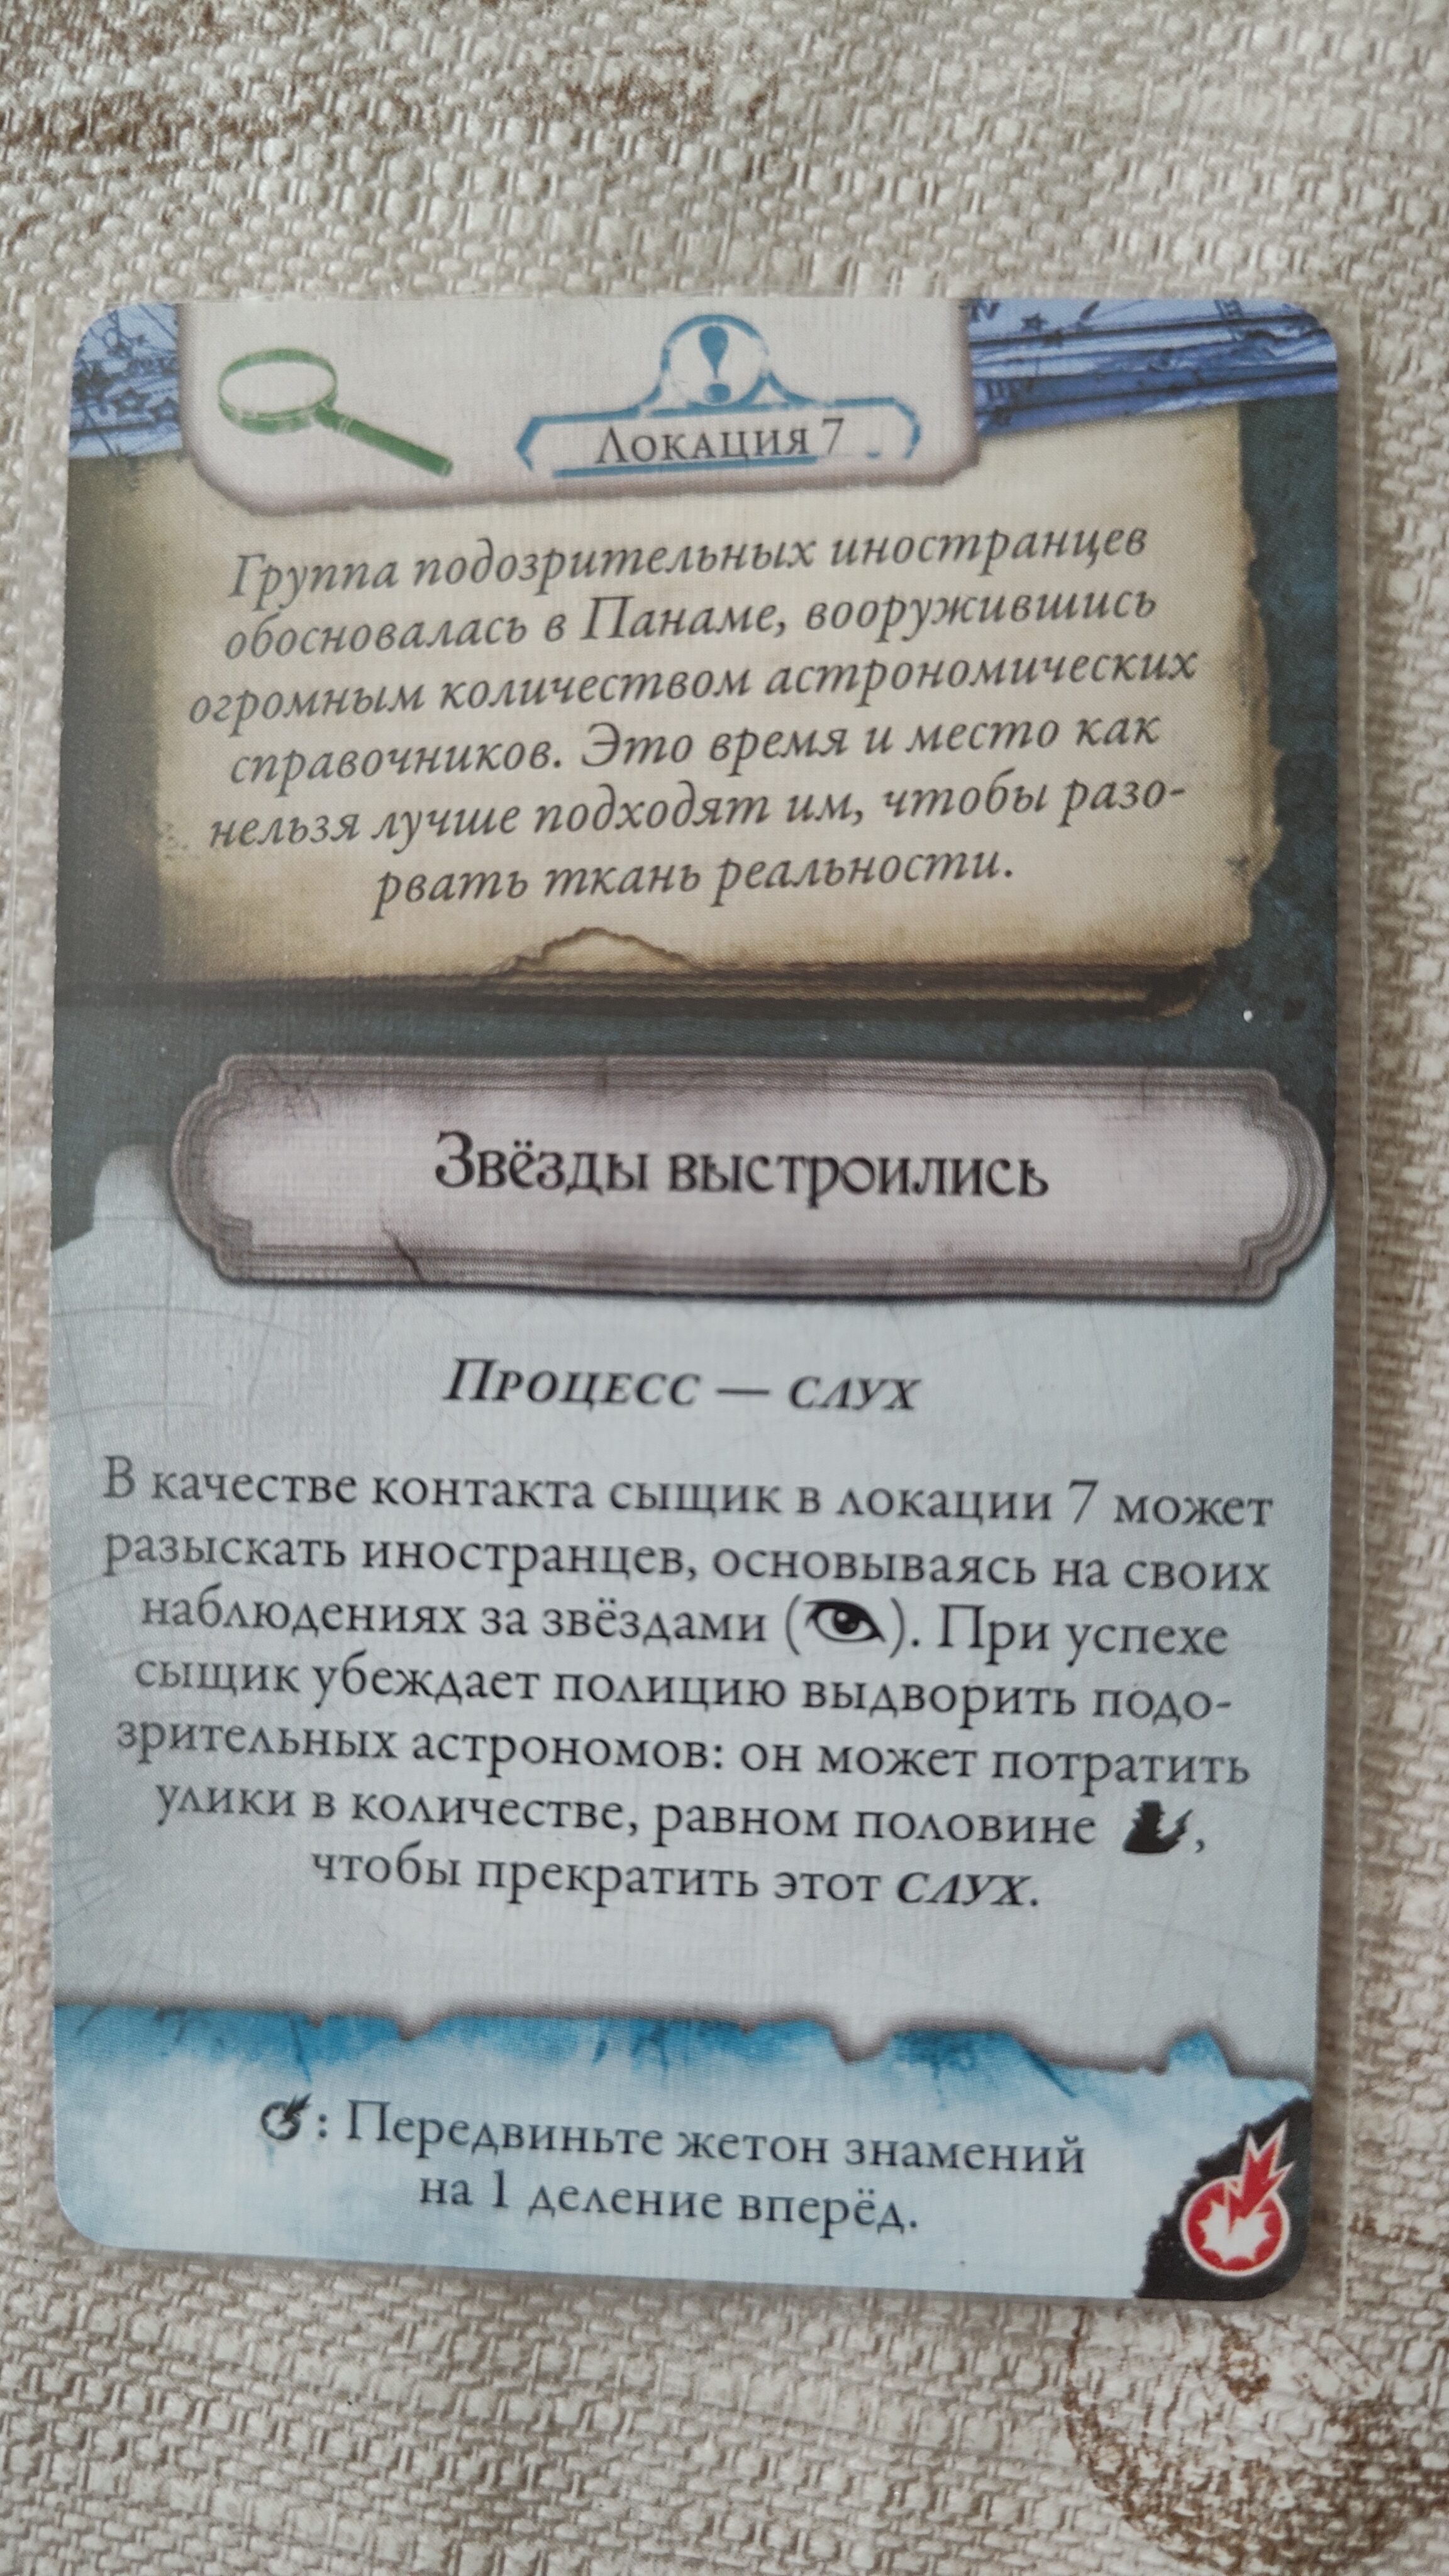 Локация 7
Группа подозрительных иностранцев
обосновалась в Панаме, вооружившись
огромным количеством астрономических
справочников. Это время и место как
нельзя лучше подходят им, чтобы разо-
рвать ткань реальности.
Звёзды выстроились
Процесс — слух
В качестве контакта сыщик в локации 7 может
разыскать иностранцев, основываясь на своих
наблюдениях за звёздами (). При успехе
сыщик убеждает полицию выдворить подо-
зрительных астрономов: он может потратить
улики в количестве, равном половине ,
чтобы прекратить этот слух.
: Передвиньте жетон знамений
на 1 деление вперёд.